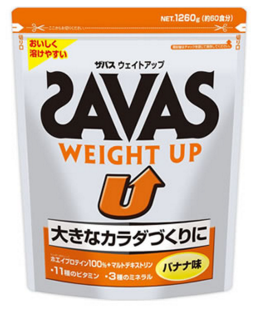 NET.1260g(約60食分)
おいしく
溶けやすい
ザバス ウェイトアップ
SAVAS
WEIGHT UP
大きなカラダづくりに
ホエイプロテイン100%+マルトデキストリン
•11種のビタミン •3種のミネラル
バナナ味